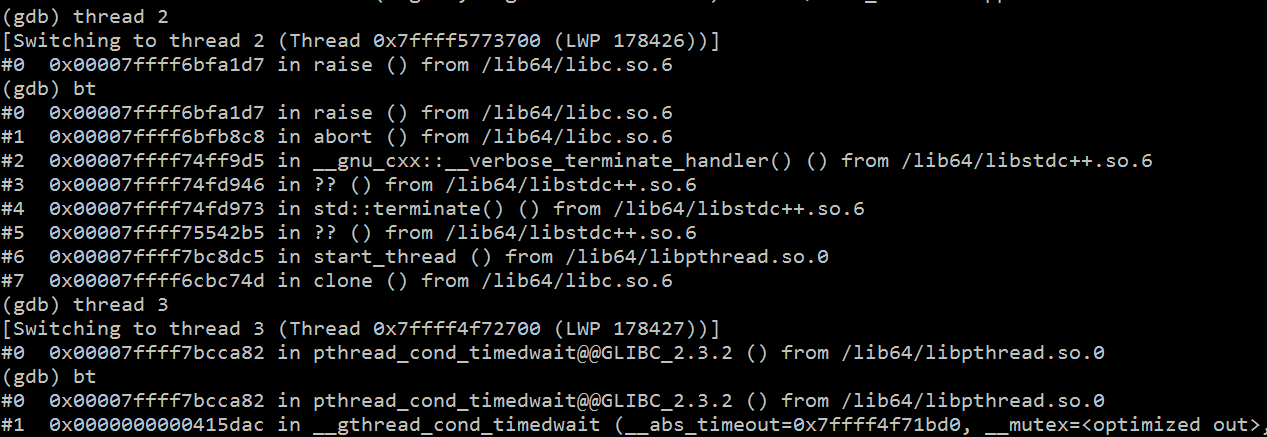 (gdb) thread 2
[Switching to thread 2 (Thread 0x7ffff5773700 (LWP 178426))]
#0  0x00007ffff6bfa1d7 in raise () from /lib64/libc.so.6
(gdb) bt
#0  0x00007ffff6bfa1d7 in raise () from /lib64/libc.so.6
#1  0x00007ffff6bfb8c8 in abort () from /lib64/libc.so.6
#2  0x00007ffff74ff9d5 in __gnu_cxx::__verbose_terminate_handler() () from /lib64/libstdc++.so.6
#3  0x00007ffff74fd946 in ?? () from /lib64/libstdc++.so.6
#4  0x00007ffff74fd973 in std::terminate() () from /lib64/libstdc++.so.6
#5  0x00007ffff75542b5 in ?? () from /lib64/libstdc++.so.6
#6  0x00007ffff7bc8dc5 in start_thread () from /lib64/libpthread.so.0
#7  0x00007ffff6cbc74d in clone () from /lib64/libc.so.6
(gdb) thread 3
[Switching to thread 3 (Thread 0x7ffff4f72700 (LWP 178427))]
#0  0x00007ffff7bcca82 in pthread_cond_timedwait@@GLIBC_2.3.2 () from /lib64/libpthread.so.0
(gdb) bt
#0  0x00007ffff7bcca82 in pthread_cond_timedwait@@GLIBC_2.3.2 () from /lib64/libpthread.so.0
#1  0x0000000000415dac in __gthread_cond_timedwait (__abs_timeout=0x7ffff4f71bd0, __mutex=<optimized out>,